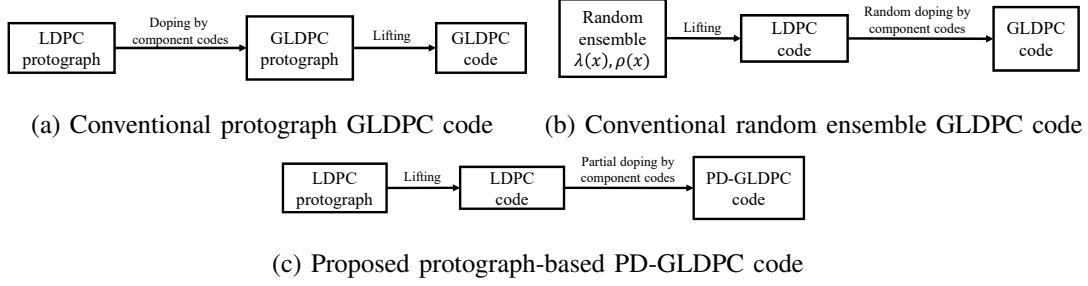 LDPC
protograph
Doping by
component codes
GLDPC
protograph
Lifting
GLDPC
code
(a) Conventional protograph GLDPC code
Random
ensemble
λ(x), ρ(x)
Lifting
LDPC
code
Random doping by
component codes
GLDPC
code
(b) Conventional random ensemble GLDPC code
LDPC
protograph
Lifting
LDPC
code
Partial doping by
component codes
PD-GLDPC
code
(c) Proposed protograph-based PD-GLDPC code